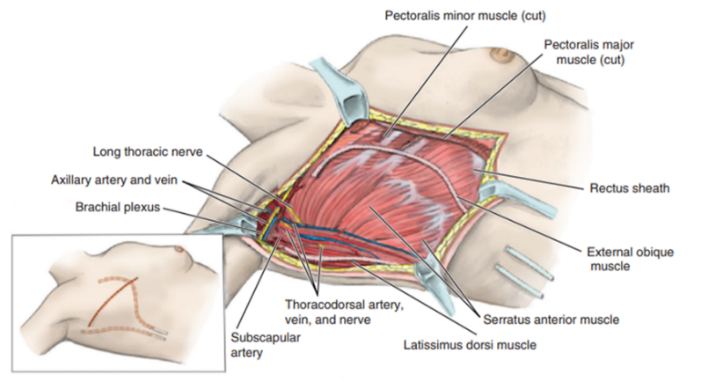 Pectoralis minor muscle (cut)
Pectoralis major
muscle (cut)
Long thoracic nerve
Axillary artery and vein
Brachial plexus
Rectus sheath
External obique
muscle
Thoracodorsal artery,
vein, and nerve
Serratus anterior muscle
Subscapular
artery
Latissimus dorsi muscle